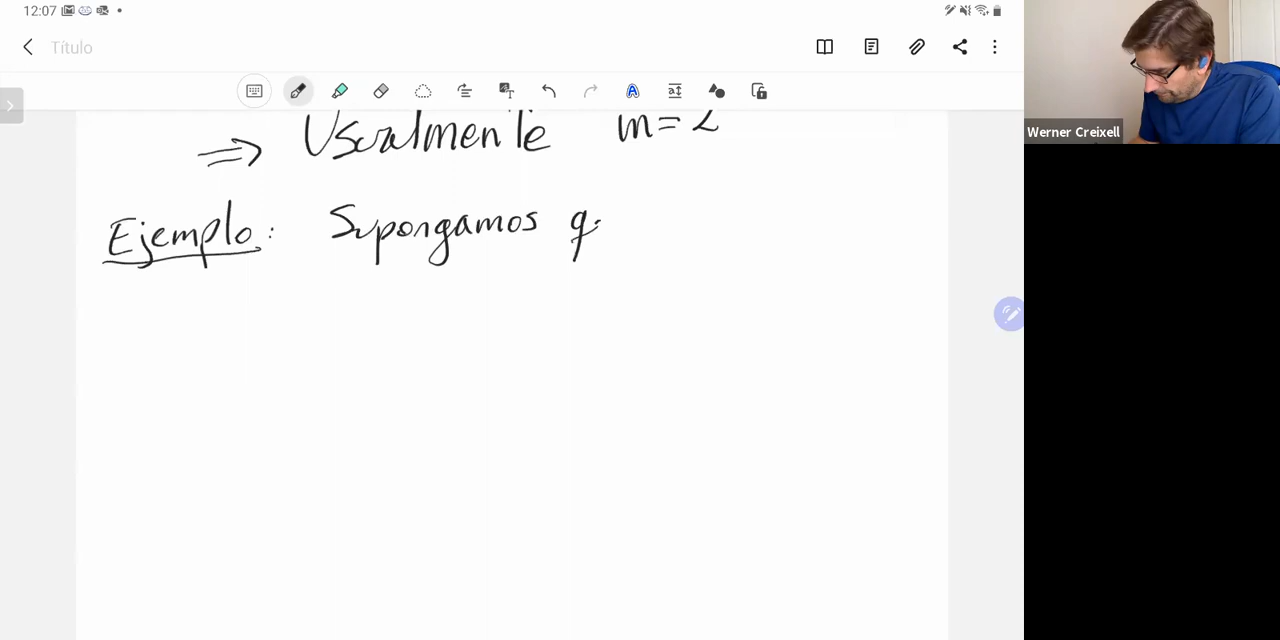 12:07
Título
Werner Creixell
⇒ Usualmente m = 2
Ejemplo: Supongamos q